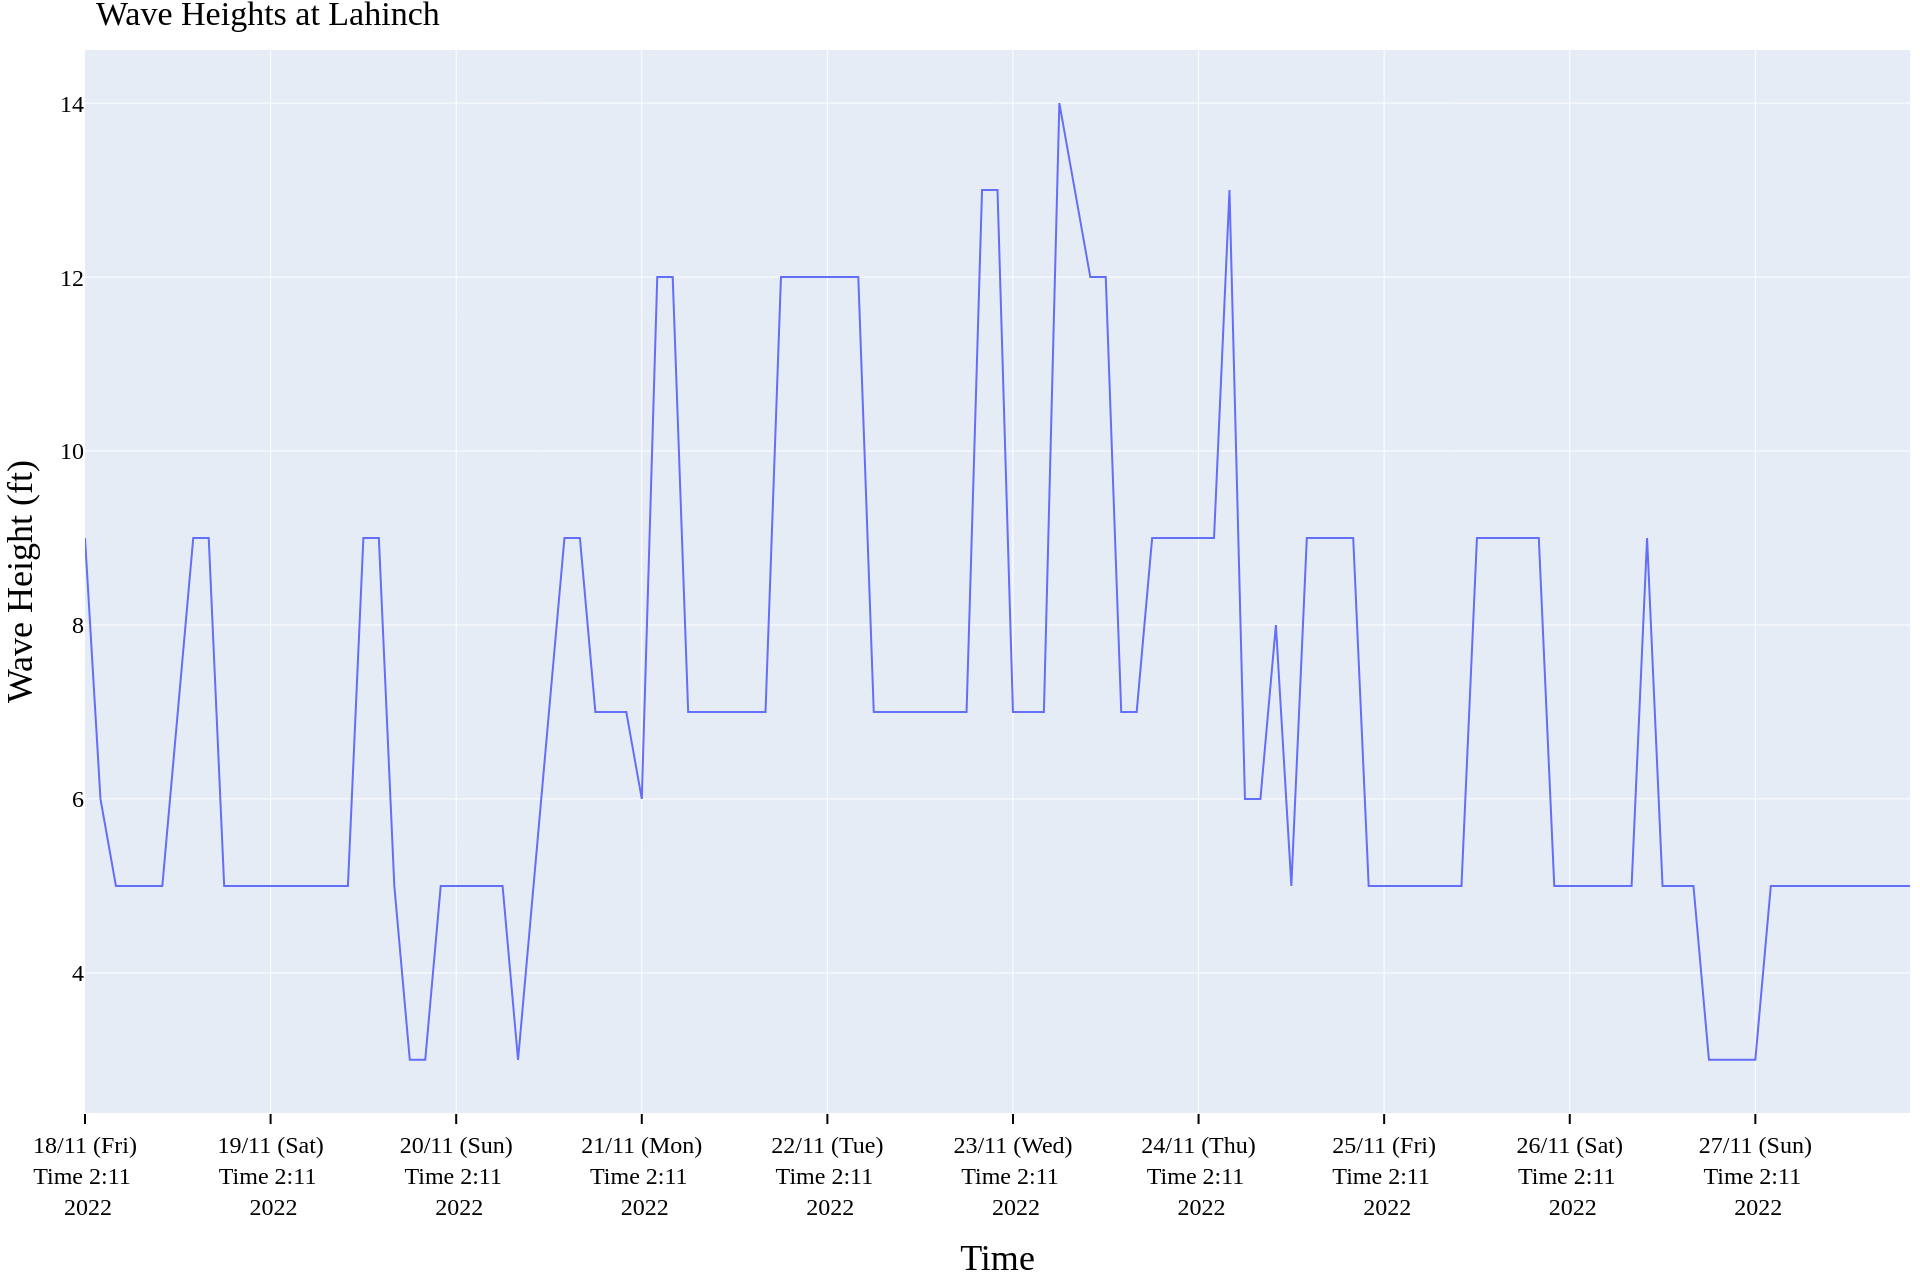 Wave Heights at Lahinch
Wave Height (ft)
14
12
10
8
6
4
18/11 (Fri)
Time 2:11
2022
19/11 (Sat)
Time 2:11
2022
20/11 (Sun)
Time 2:11
2022
21/11 (Mon)
Time 2:11
2022
22/11 (Tue)
Time 2:11
2022
23/11 (Wed)
Time 2:11
2022
24/11 (Thu)
Time 2:11
2022
25/11 (Fri)
Time 2:11
2022
26/11 (Sat)
Time 2:11
2022
27/11 (Sun)
Time 2:11
2022
Time